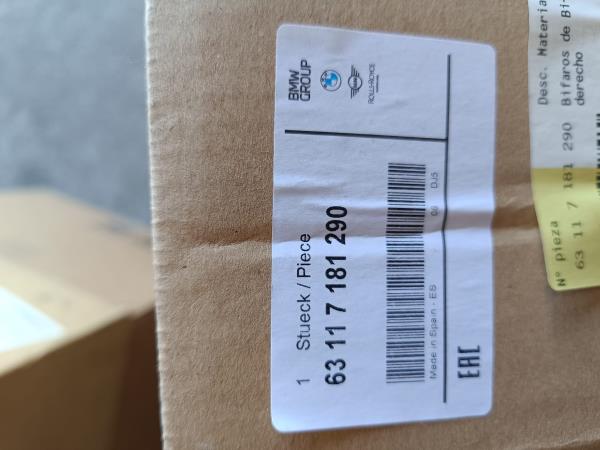 BMW
GROUP
ROLLS-ROYCE
1 Stueck / Piece
63 11 7 181 290
Made in Spain - ES
DJ5
EAC
Desc. Materia
290 Bifaros de Bi-
derecho
Nº pieza
63 11 7 181